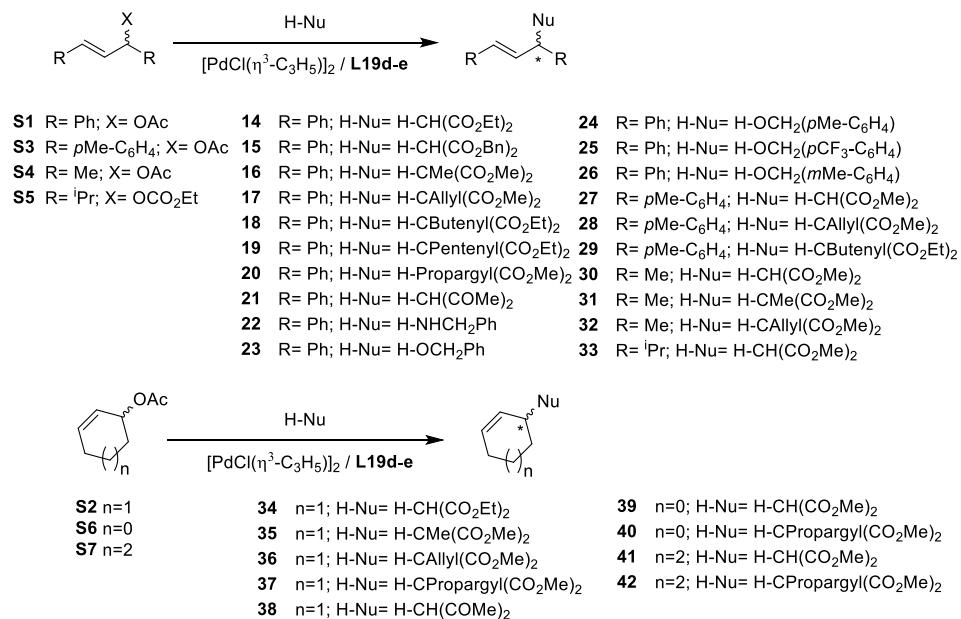 X
R R
H-Nu
[PdCl(η³-C₃H₅)]₂ / L19d-e
Nu
R * R
S1 R= Ph; X= OAc
S3 R= pMe-C₆H₄; X= OAc
S4 R= Me; X= OAc
S5 R= ⁱPr; X= OCO₂Et
14 R= Ph; H-Nu= H-CH(CO₂Et)₂
15 R= Ph; H-Nu= H-CH(CO₂Bn)₂
16 R= Ph; H-Nu= H-CMe(CO₂Me)₂
17 R= Ph; H-Nu= H-CAllyl(CO₂Me)₂
18 R= Ph; H-Nu= H-CButenyl(CO₂Et)₂
19 R= Ph; H-Nu= H-CPentenyl(CO₂Et)₂
20 R= Ph; H-Nu= H-Propargyl(CO₂Me)₂
21 R= Ph; H-Nu= H-CH(COMe)₂
22 R= Ph; H-Nu= H-NHCH₂Ph
23 R= Ph; H-Nu= H-OCH₂Ph
24 R= Ph; H-Nu= H-OCH₂(pMe-C₆H₄)
25 R= Ph; H-Nu= H-OCH₂(pCF₃-C₆H₄)
26 R= Ph; H-Nu= H-OCH₂(mMe-C₆H₄)
27 R= pMe-C₆H₄; H-Nu= H-CH(CO₂Me)₂
28 R= pMe-C₆H₄; H-Nu= H-CAllyl(CO₂Me)₂
29 R= pMe-C₆H₄; H-Nu= H-CButenyl(CO₂Et)₂
30 R= Me; H-Nu= H-CH(CO₂Me)₂
31 R= Me; H-Nu= H-CMe(CO₂Me)₂
32 R= Me; H-Nu= H-CAllyl(CO₂Me)₂
33 R= ⁱPr; H-Nu= H-CH(CO₂Me)₂
OAc
( )n
H-Nu
[PdCl(η³-C₃H₅)]₂ / L19d-e
Nu
*
( )n
S2 n=1
S6 n=0
S7 n=2
34 n=1; H-Nu= H-CH(CO₂Et)₂
35 n=1; H-Nu= H-CMe(CO₂Me)₂
36 n=1; H-Nu= H-CAllyl(CO₂Me)₂
37 n=1; H-Nu= H-CPropargyl(CO₂Me)₂
38 n=1; H-Nu= H-CH(COMe)₂
39 n=0; H-Nu= H-CH(CO₂Me)₂
40 n=0; H-Nu= H-CPropargyl(CO₂Me)₂
41 n=2; H-Nu= H-CH(CO₂Me)₂
42 n=2; H-Nu= H-CPropargyl(CO₂Me)₂